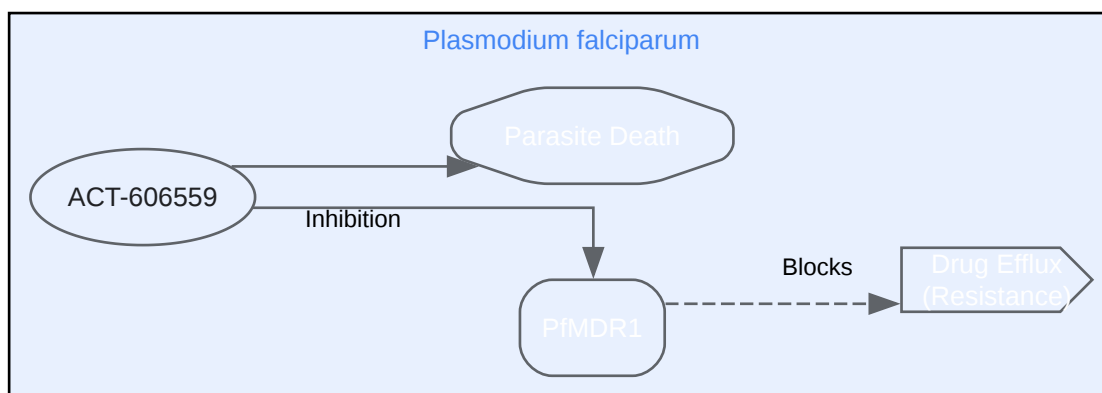 Plasmodium falciparum
Parasite Death
ACT-606559
Inhibition
Blocks
Drug Efflux
(Resistance)
PfMDR1